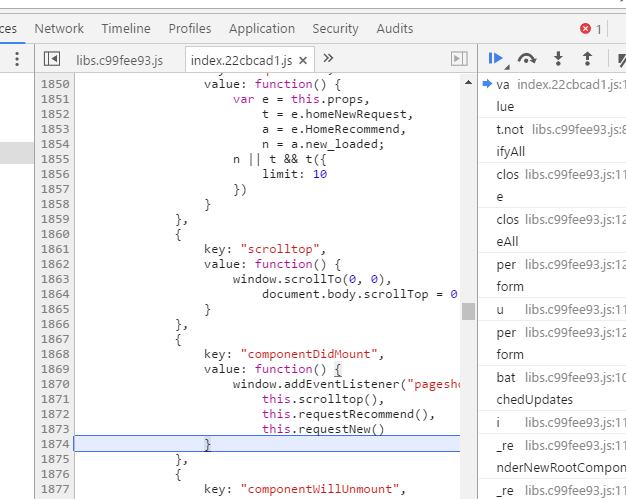 ces Network Timeline Profiles Application Security Audits 1
libs.c99fee93.js index.22cbcad1.js × »
1850 value: function() {
1851 var e = this.props,
1852 t = e.homeNewRequest,
1853 a = e.HomeRecommend,
1854 n = a.new_loaded;
1855 n || t && t({
1856 limit: 10
1857 })
1858 }
1859 },
1860 {
1861 key: "scrolltop",
1862 value: function() {
1863 window.scrollTo(0, 0),
1864 document.body.scrollTop = 0
1865 }
1866 },
1867 {
1868 key: "componentDidMount",
1869 value: function() {
1870 window.addEventListener("pagesho
1871 this.scrolltop(),
1872 this.requestRecommend(),
1873 this.requestNew()
1874 }
1875 },
1876 {
1877 key: "componentWillUnmount",
va index.22cbcad1.js:1
lue
t.not libs.c99fee93.js:8
ifyAll
clos libs.c99fee93.js:11
e
clos libs.c99fee93.js:12
eAll
per libs.c99fee93.js:12
form
u libs.c99fee93.js:11
per libs.c99fee93.js:12
form
bat libs.c99fee93.js:10
chedUpdates
i libs.c99fee93.js:11
_re libs.c99fee93.js:11
nderNewRootCompo
_re libs.c99fee93.js:11